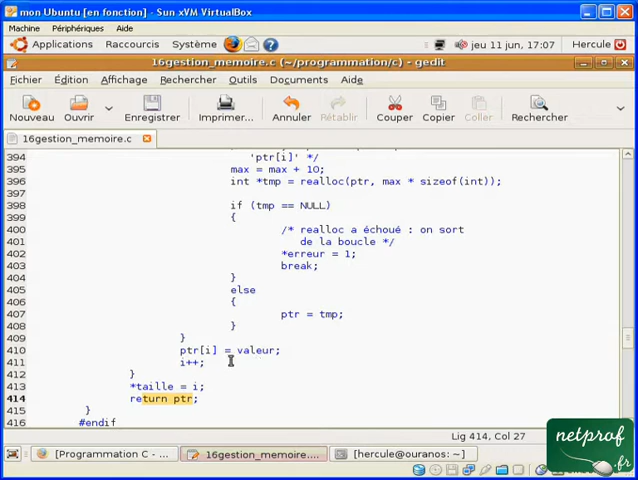 mon Ubuntu [en fonction] - Sun xVM VirtualBox
Machine Périphériques Aide
Applications Raccourcis Système jeu 11 jun, 17:07 Hercule
16gestion_memoire.c (~/programmation/c) - gedit
Fichier Édition Affichage Rechercher Outils Documents Aide
Nouveau Ouvrir Enregistrer Imprimer... Annuler Rétablir Couper Copier Coller Rechercher
16gestion_memoire.c
394 'ptr[i]' */
395 max = max + 10;
396 int *tmp = realloc(ptr, max * sizeof(int));
397
398 if (tmp == NULL)
399 {
400 /* realloc a échoué : on sort
401 de la boucle */
402 *erreur = 1;
403 break;
404 }
405 else
406 {
407 ptr = tmp;
408 }
409 }
410 ptr[i] = valeur;
411 i++;
412 }
413 *taille = i;
414 return ptr;
415 }
416 #endif
Lig 414, Col 27
[Programmation C - ... 16gestion_memoire.... [hercule@ouranos: ~]
netprof
.fr
CTRL DROITE